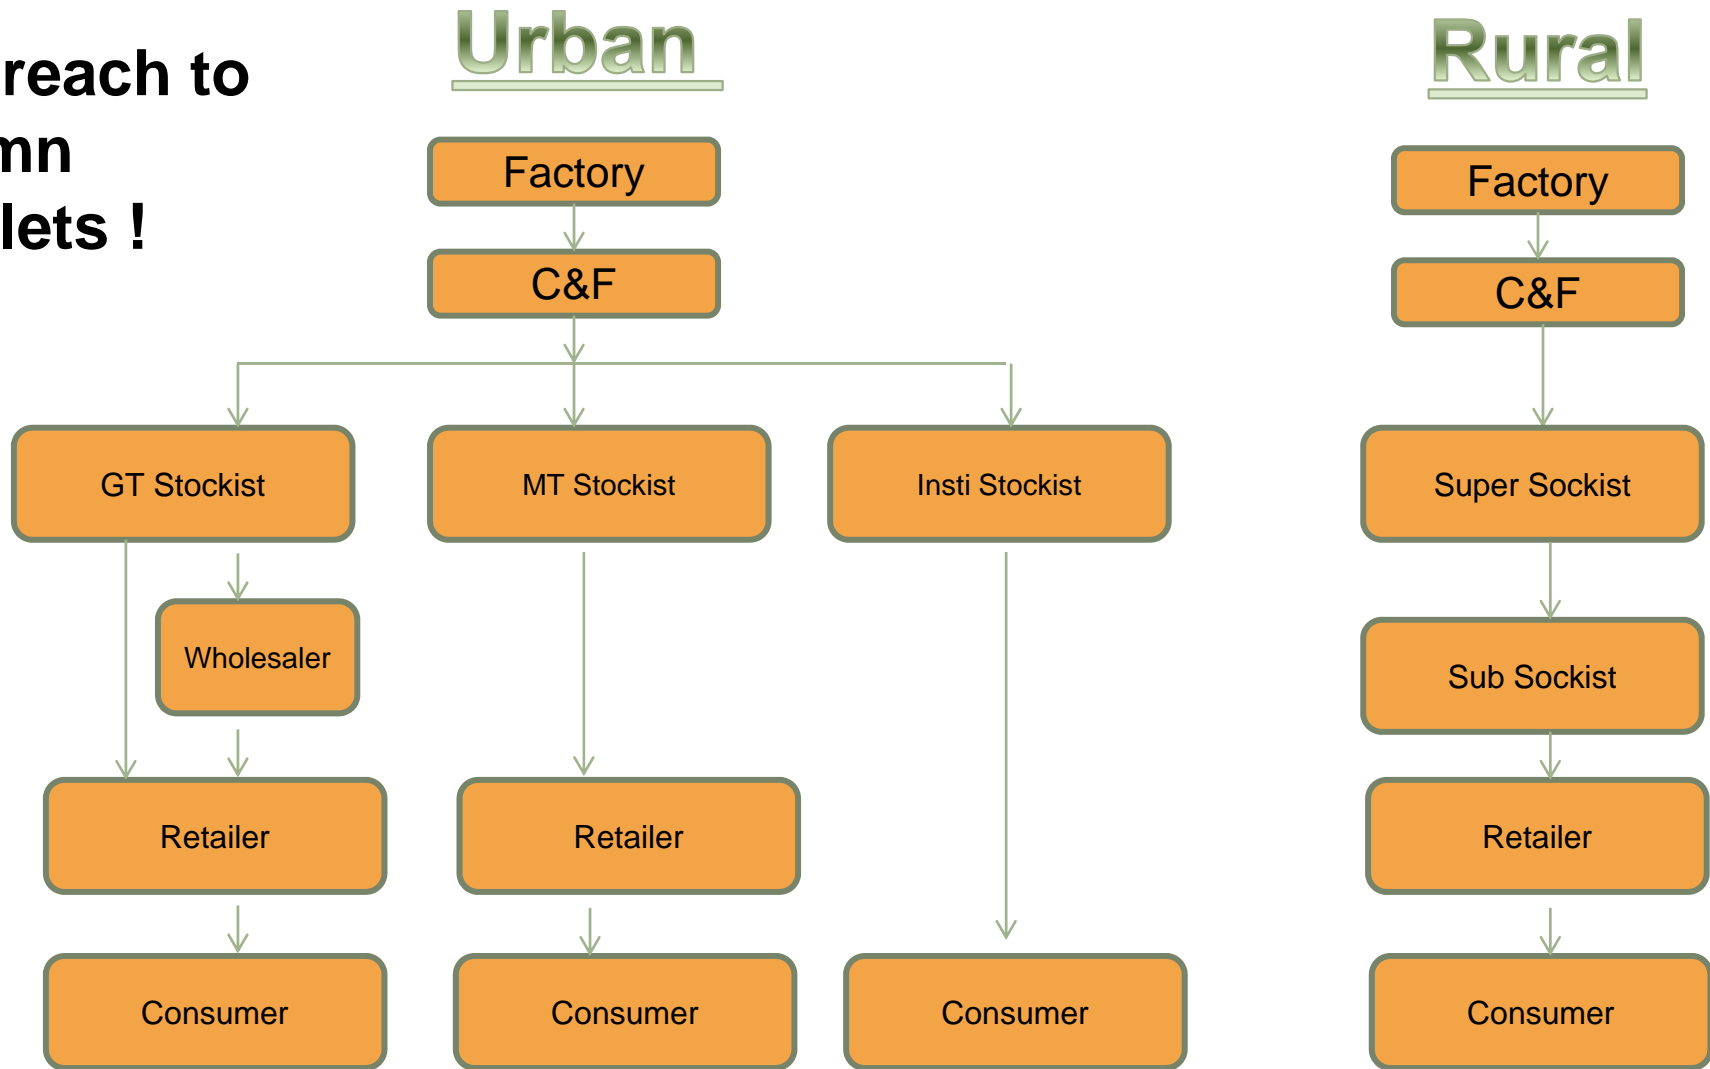 reach to
mn
lets !
Urban
Factory
C&F
GT Stockist
MT Stockist
Insti Stockist
Wholesaler
Retailer
Retailer
Consumer
Consumer
Consumer
Rural
Factory
C&F
Super Sockist
Sub Sockist
Retailer
Consumer